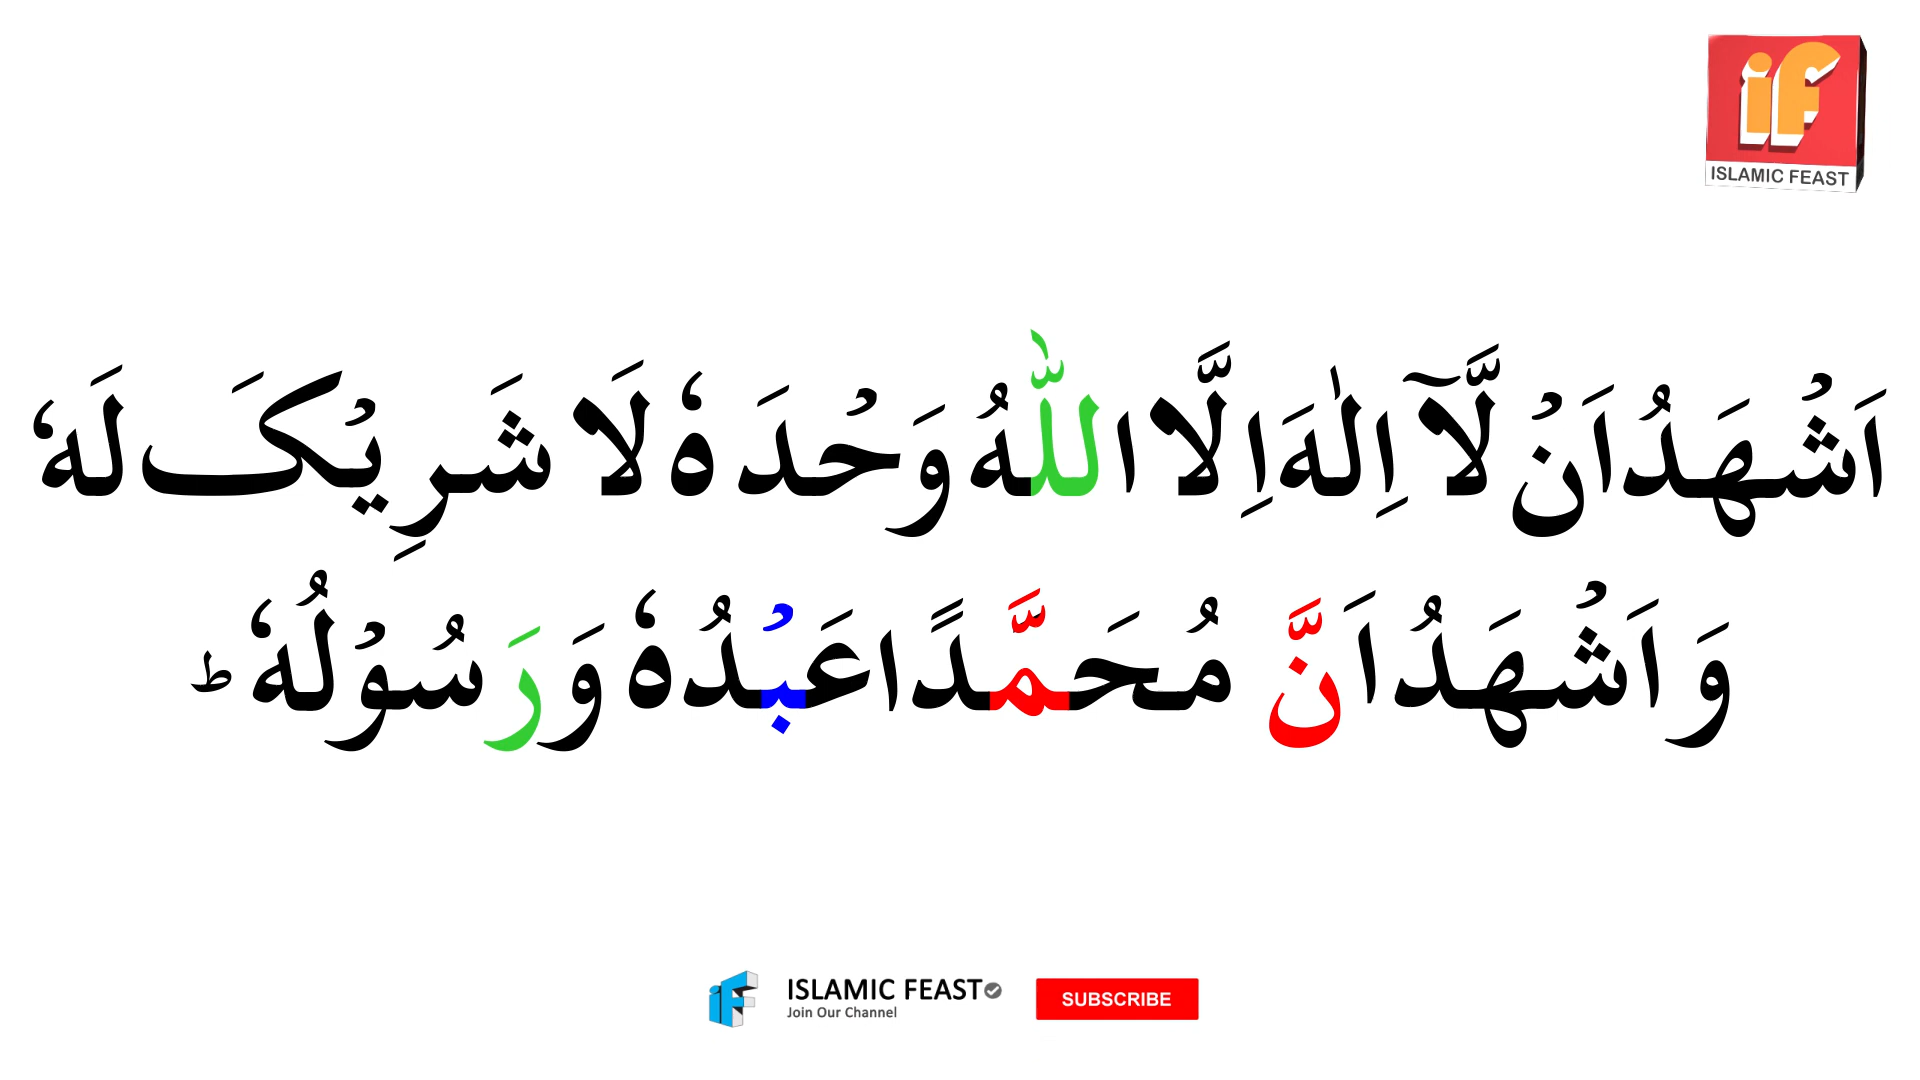 ISLAMIC FEAST
اَشْهَدُ اَنْ لَّآ اِلٰهَ اِلَّا اللّٰهُ وَحْدَهٗ لَا شَرِيْکَ لَهٗ
وَ اَشْهَدُ اَنَّ مُحَمَّدًا عَبْدُهٗ وَ رَسُوْلُهٗ ؕ
ISLAMIC FEAST
Join Our Channel
SUBSCRIBE